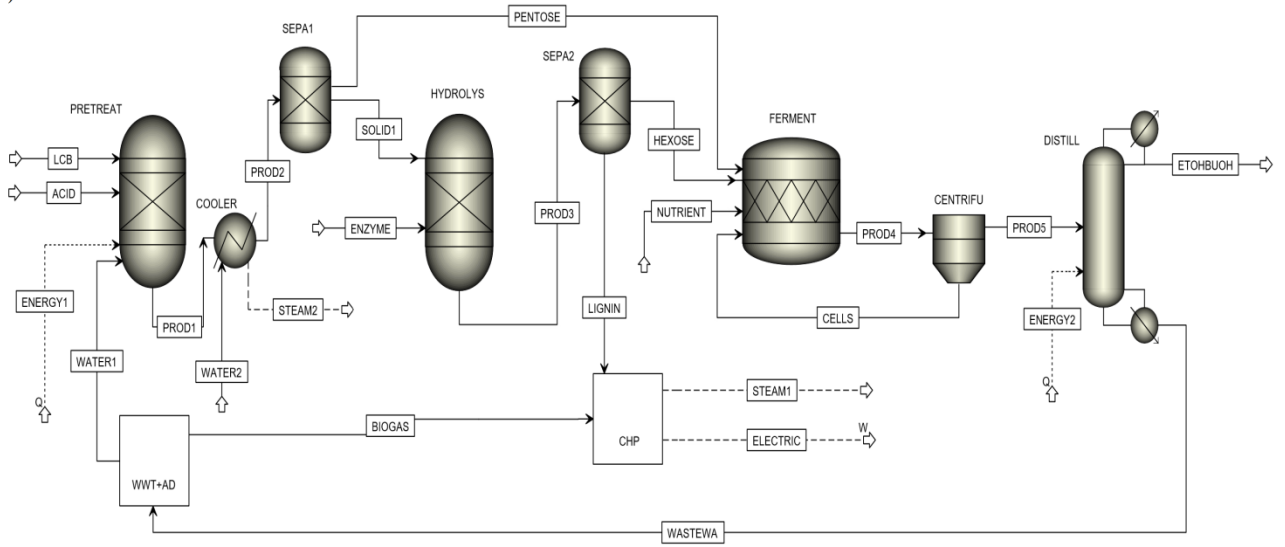 PENTOSE
SEPA1
SEPA2
PRETREAT
HYDROLYS
FERMENT
DISTILL
SOLID1
HEXOSE
ETOHBUOH
LCB
PROD2
ACID
COOLER
CENTRIFU
NUTRIENT
PROD3
ENZYME
PROD4
PROD5
ENERGY1
STEAM2
LIGNIN
CELLS
ENERGY2
PROD1
WATER1
WATER2
Q
Q
STEAM1
BIOGAS
W
CHP
ELECTRIC
WWT+AD
WASTEWA